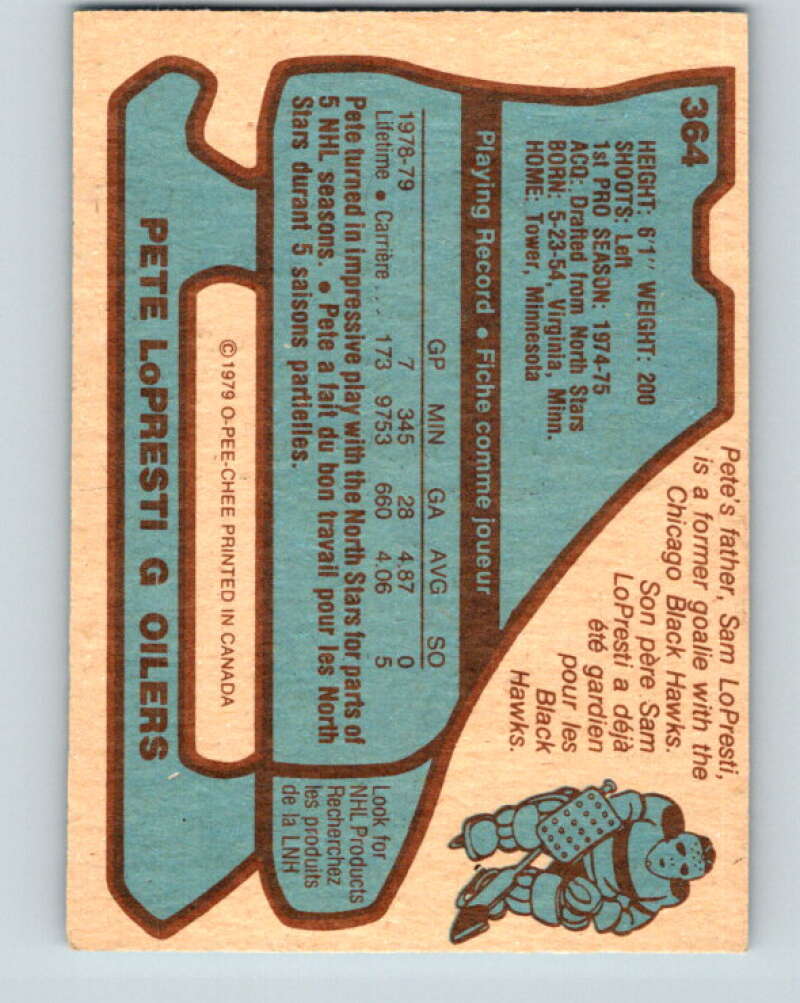 364
HEIGHT: 6'1" WEIGHT: 200
SHOOTS: Left
1st PRO SEASON: 1974-75
ACQ: Drafted from North Stars
BORN: 5-23-54, Virginia, Minn.
HOME: Tower, Minnesota
Pete's father, Sam LoPresti,
is a former goalie with the
Chicago Black Hawks.
Son père Sam
LoPresti a déjà
été gardien
pour les
Black
Hawks.
Playing Record • Fiche comme joueur
GP MIN GA AVG SO
1978-79 7 345 28 4.87 0
Lifetime • Carrière . . . 173 9753 660 4.06 5
Pete turned in impressive play with the North Stars for parts of
5 NHL seasons. • Pete a fait du bon travail pour les North
Stars durant 5 saisons partielles.
Look for
NHL Products
Recherchez
les produits
de la LNH
©1979 O-PEE-CHEE PRINTED IN CANADA
PETE LoPRESTI G OILERS